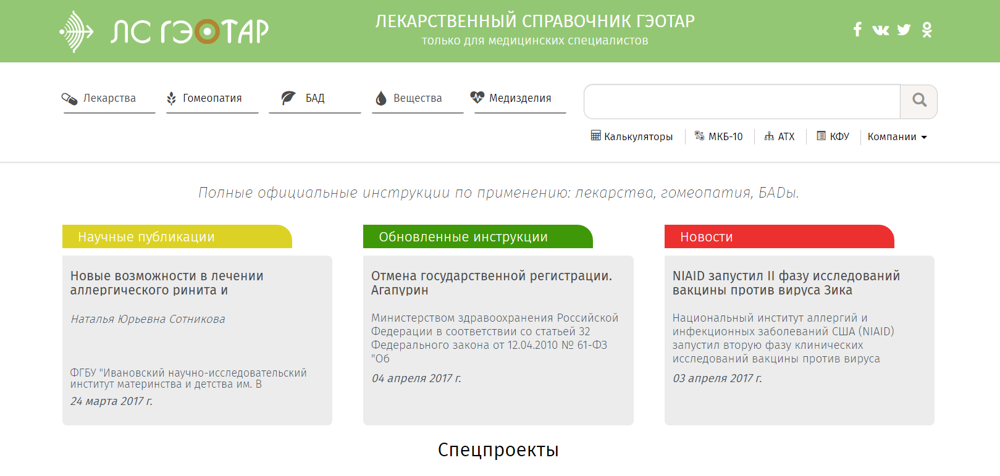 ЛС ГЭОТАР
ЛЕКАРСТВЕННЫЙ СПРАВОЧНИК ГЭОТАР
только для медицинских специалистов
Лекарства
Гомеопатия
БАД
Вещества
Медизделия
Калькуляторы
МКБ-10
АТХ
КФУ
Компании
Полные официальные инструкции по применению: лекарства, гомеопатия, БАДы.
Научные публикации
Новые возможности в лечении
аллергического ринита и
Наталья Юрьевна Сотникова
ФГБУ "Ивановский научно-исследовательский
институт материнства и детства им. В
24 марта 2017 г.
Обновленные инструкции
Отмена государственной регистрации.
Агапурин
Министерством здравоохранения Российской
Федерации в соответствии со статьей 32
Федерального закона от 12.04.2010 № 61-ФЗ
"Об
04 апреля 2017 г.
Новости
NIAID запустил II фазу исследований
вакцины против вируса Зика
Национальный институт аллергий и
инфекционных заболеваний США (NIAID)
запустил вторую фазу клинических
исследований вакцины против вируса
03 апреля 2017 г.
Спецпроекты